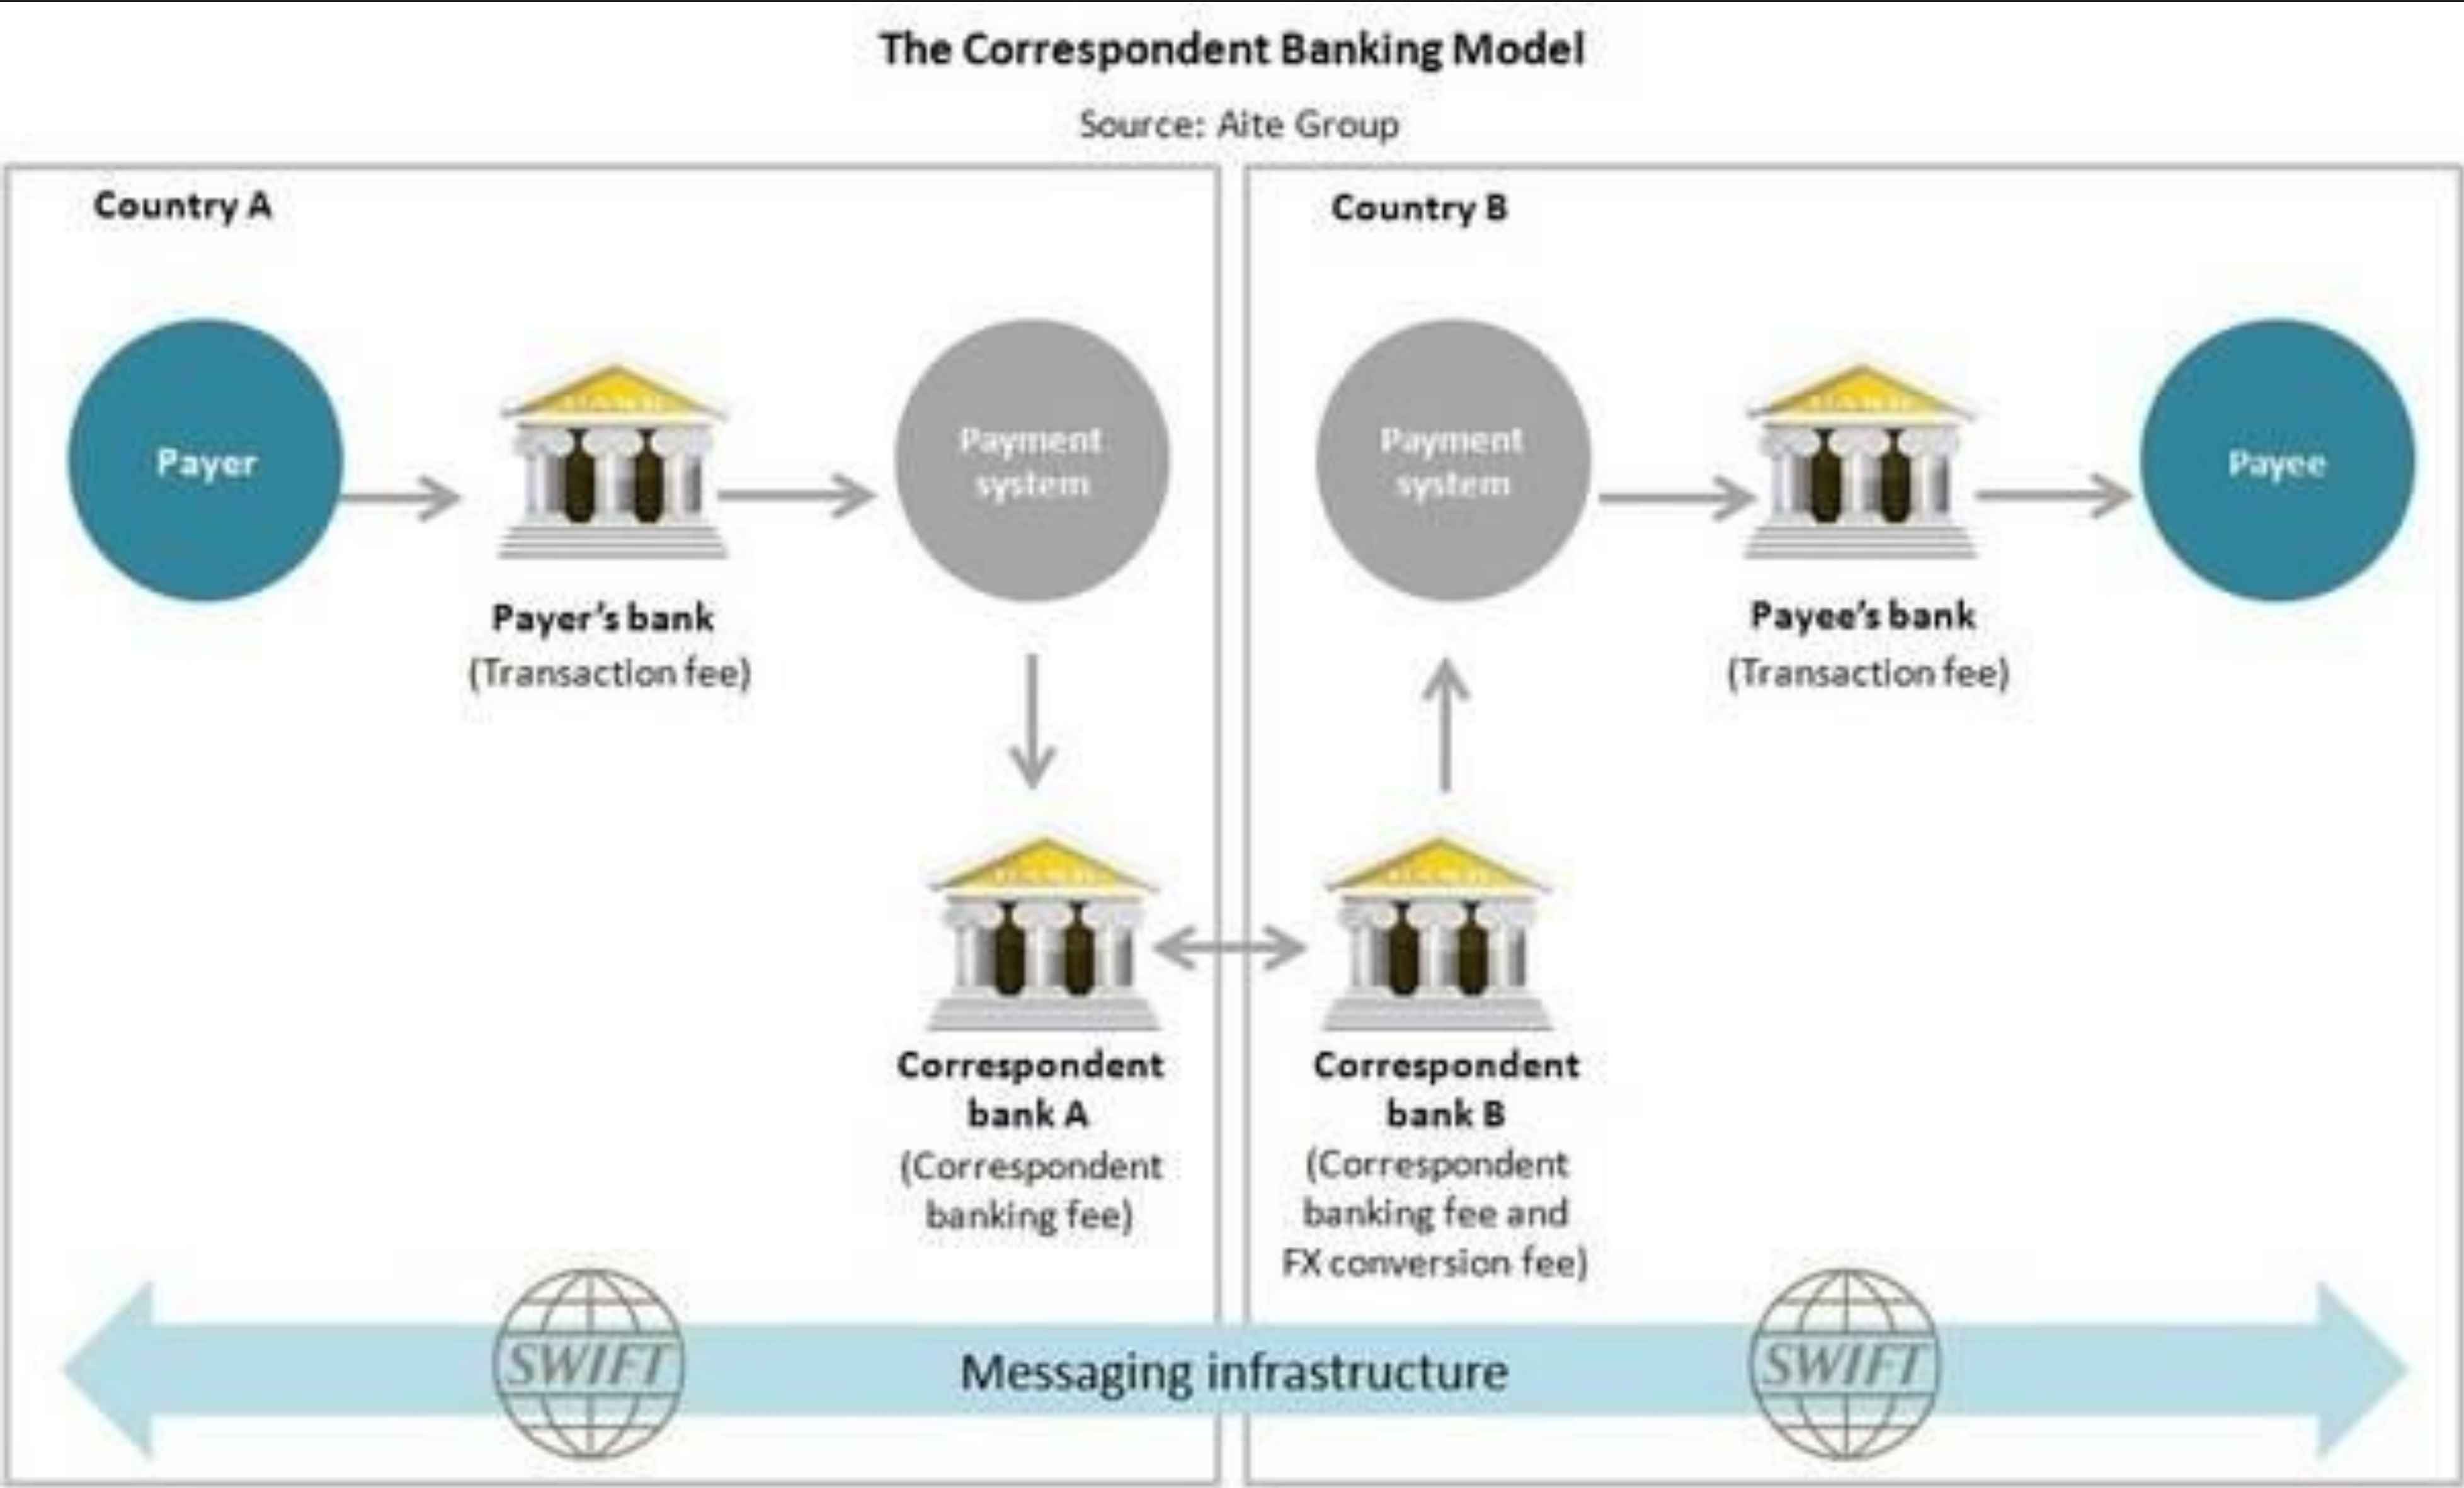 The Correspondent Banking Model
Source: Aite Group
Country A
Payer
Payer's bank
(Transaction fee)
Payment
system
Correspondent
bank A
(Correspondent
banking fee)
Country B
Payment
system
Payee's bank
(Transaction fee)
Payee
Correspondent
bank B
(Correspondent
banking fee and
FX conversion fee)
SWIFT
Messaging infrastructure
SWIFT